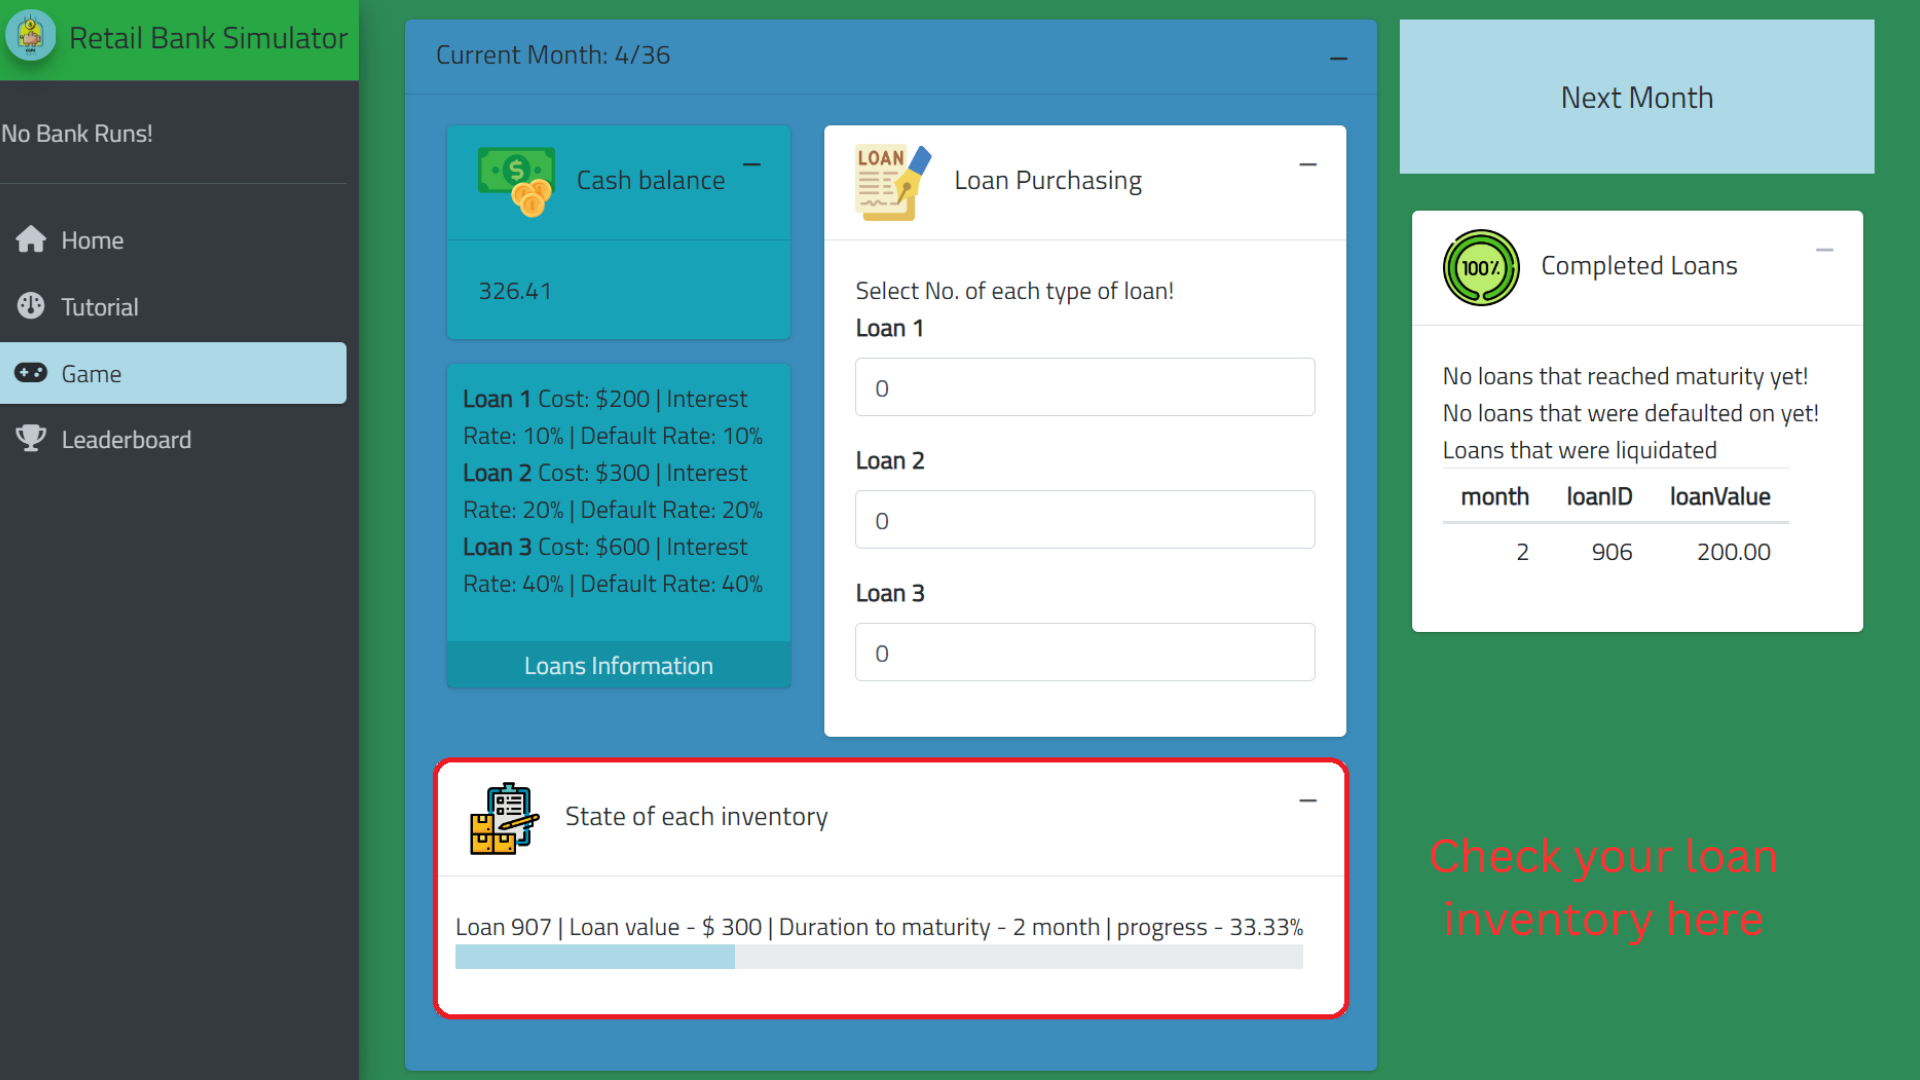 Retail Bank Simulator
No Bank Runs!
Home
Tutorial
Game
Leaderboard
Current Month: 4/36
Cash balance
326.41
Loan 1 Cost: $200 | Interest
Rate: 10% | Default Rate: 10%
Loan 2 Cost: $300 | Interest
Rate: 20% | Default Rate: 20%
Loan 3 Cost: $600 | Interest
Rate: 40% | Default Rate: 40%
Loans Information
LOAN
Loan Purchasing
Select No. of each type of loan!
Loan 1
0
Loan 2
0
Loan 3
0
State of each inventory
Loan 907 | Loan value - $ 300 | Duration to maturity - 2 month | progress - 33.33%
Next Month
100%
Completed Loans
No loans that reached maturity yet!
No loans that were defaulted on yet!
Loans that were liquidated
month loanID loanValue
2 906 200.00
Check your loan
inventory here